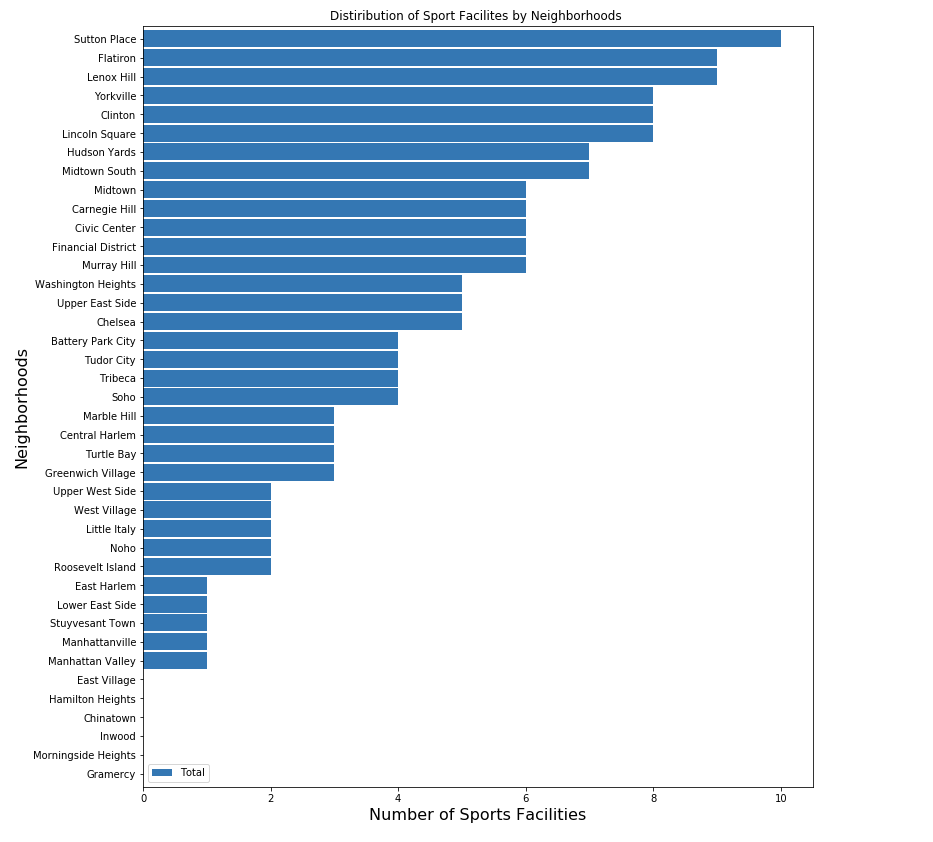 Distiribution of Sport Facilites by Neighborhoods
Sutton Place
Flatiron
Lenox Hill
Yorkville
Clinton
Lincoln Square
Hudson Yards
Midtown South
Midtown
Carnegie Hill
Civic Center
Financial District
Murray Hill
Washington Heights
Upper East Side
Chelsea
Battery Park City
Tudor City
Tribeca
Soho
Marble Hill
Central Harlem
Turtle Bay
Greenwich Village
Upper West Side
West Village
Little Italy
Noho
Roosevelt Island
East Harlem
Lower East Side
Stuyvesant Town
Manhattanville
Manhattan Valley
East Village
Hamilton Heights
Chinatown
Inwood
Morningside Heights
Gramercy
Neighborhoods
Total
0 2 4 6 8 10
Number of Sports Facilities